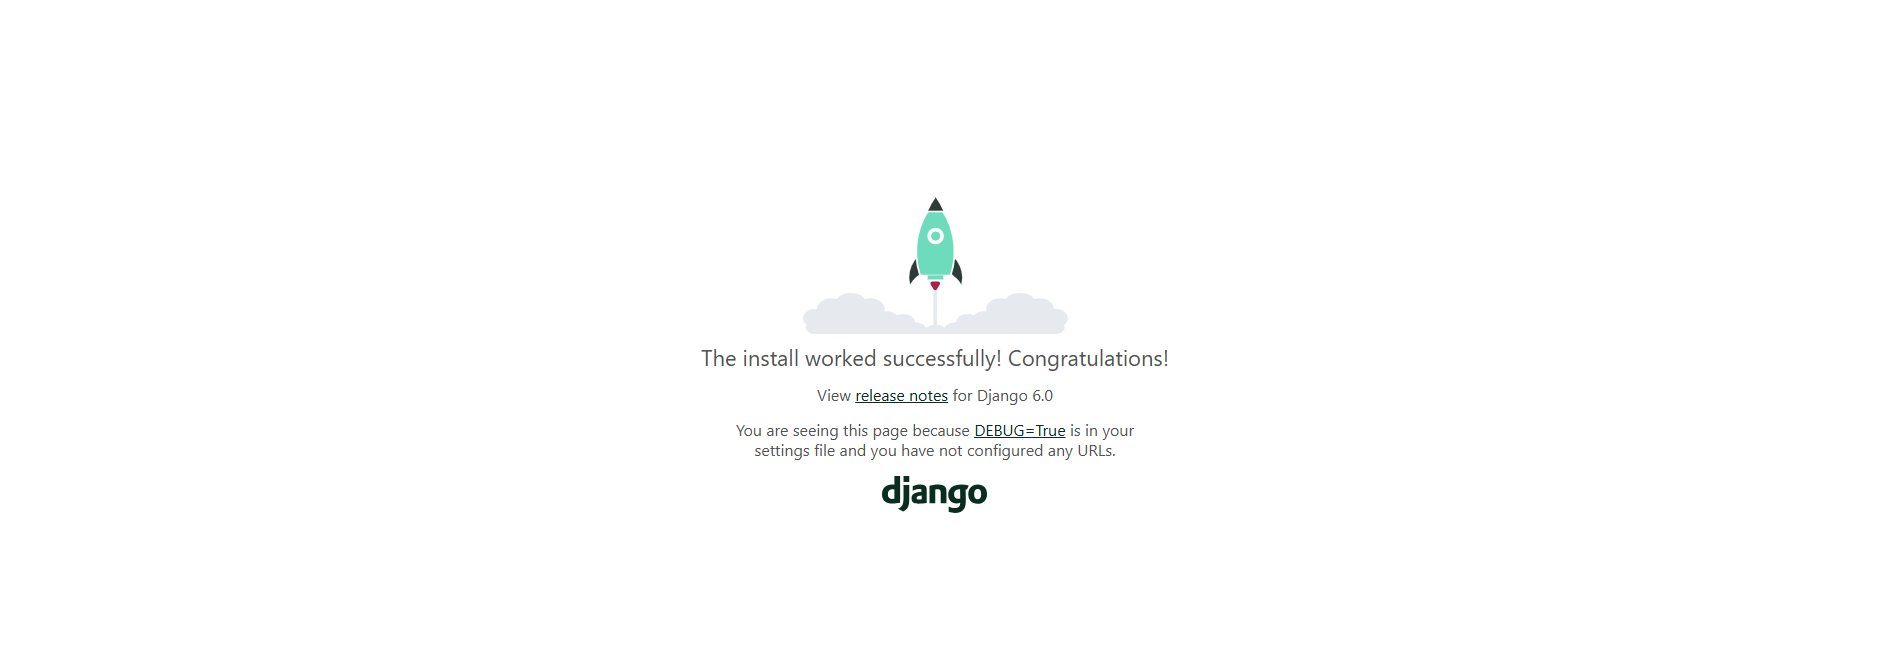 The install worked successfully! Congratulations!
View release notes for Django 6.0
You are seeing this page because DEBUG=True is in your
settings file and you have not configured any URLs.
django